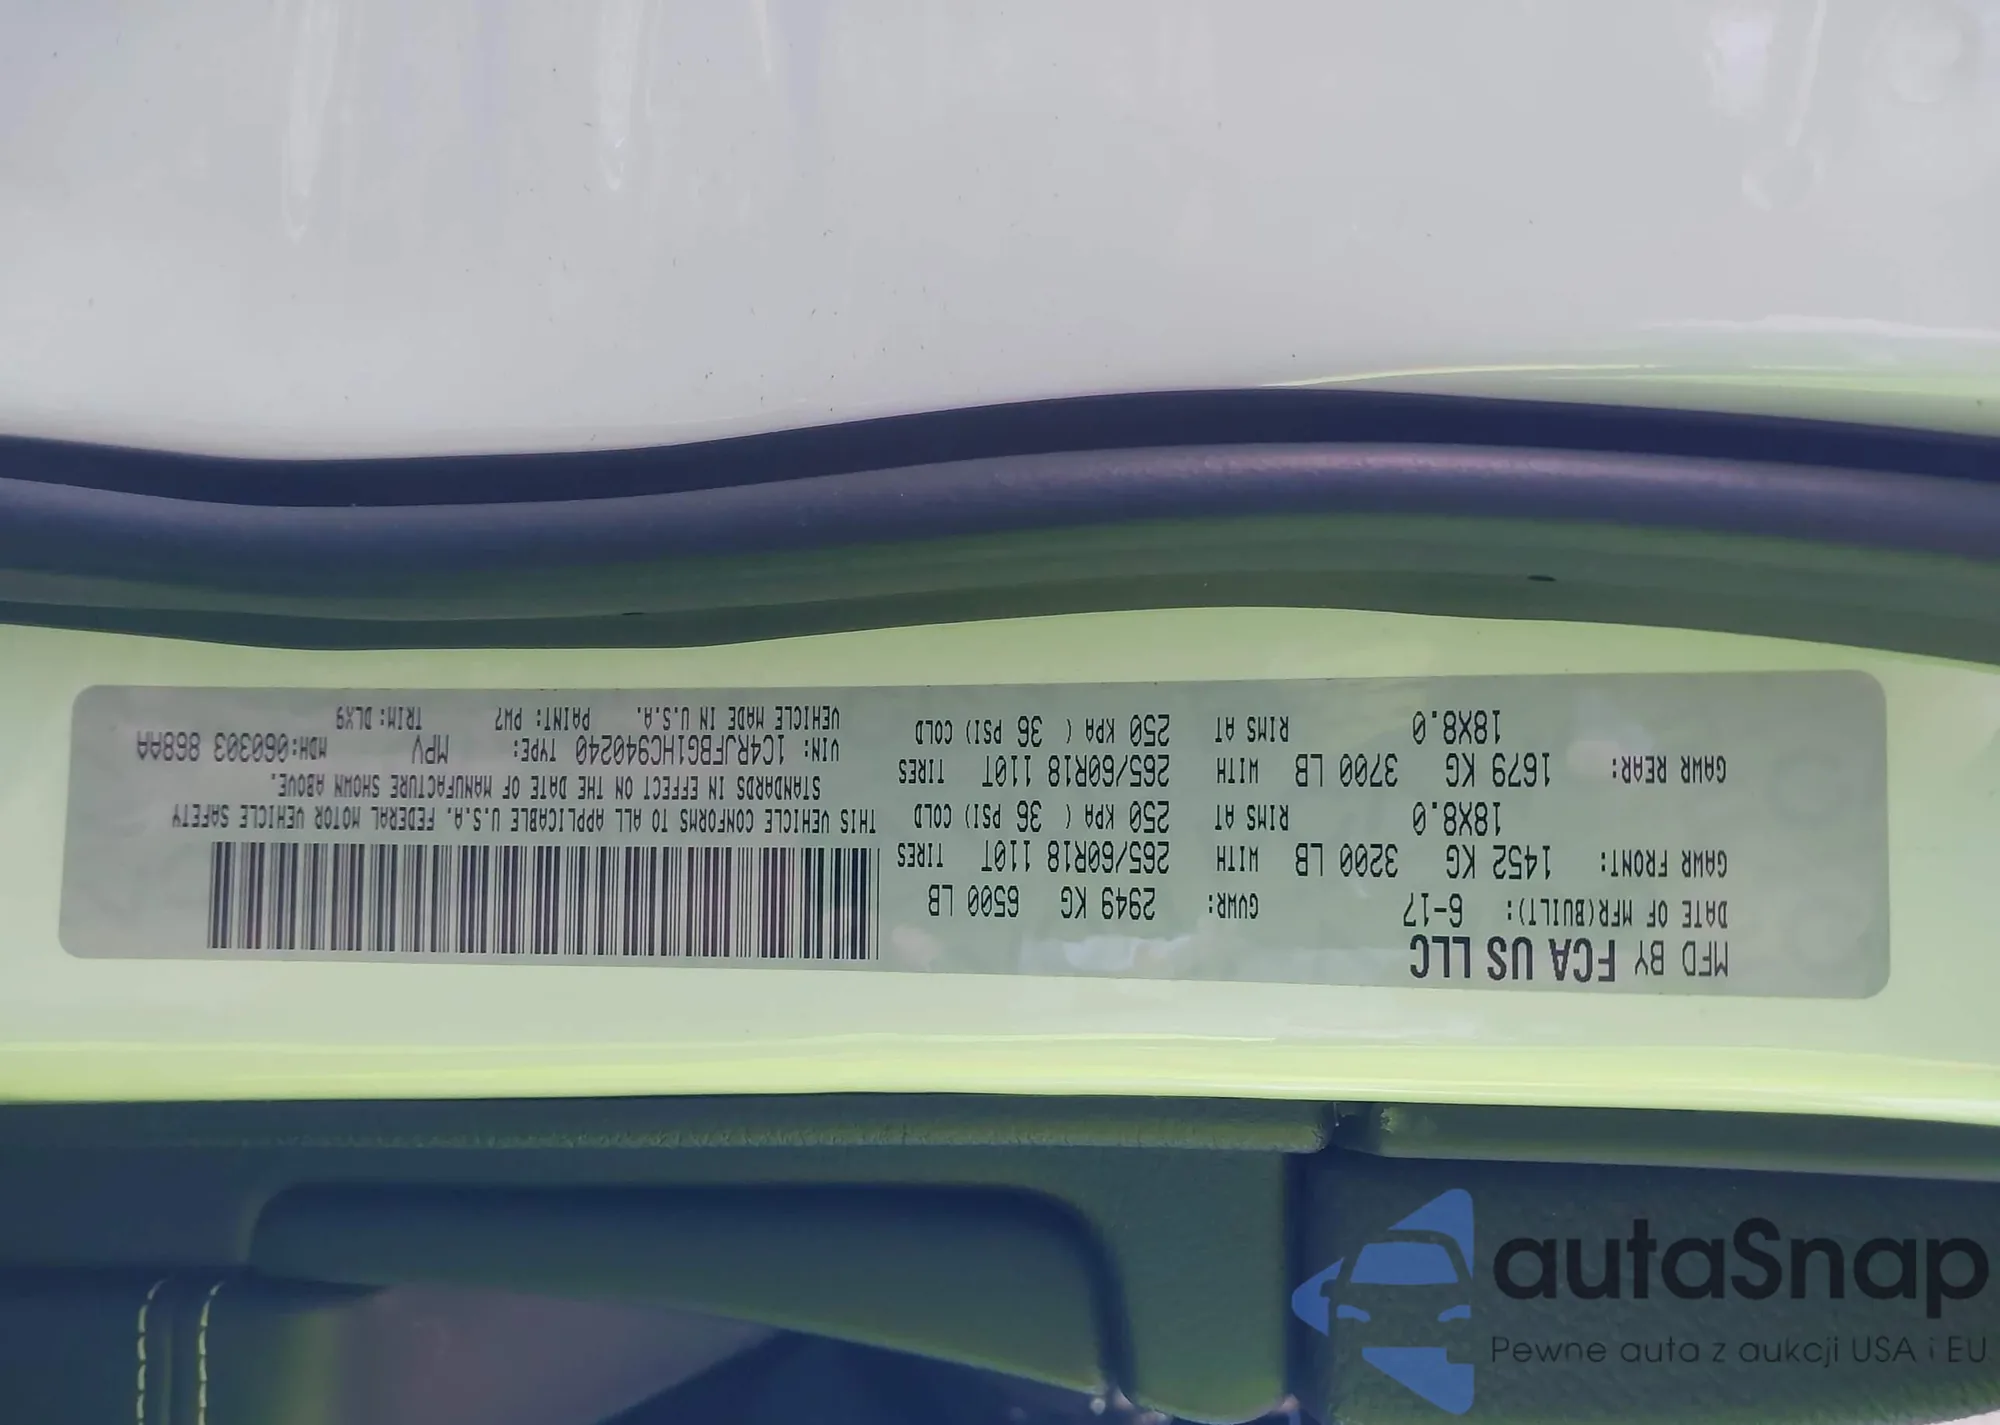 MFD BY FCA US LLC
DATE OF MFR(BUILT): 6-17 GVWR: 2949 KG 6500 LB
GAWR FRONT: 1452 KG 3200 LB WITH 265/60R18 110T TIRES
18X8.0 RIMS AT 250 KPA ( 36 PSI) COLD
GAWR REAR: 1679 KG 3700 LB WITH 265/60R18 110T TIRES
18X8.0 RIMS AT 250 KPA ( 36 PSI) COLD
THIS VEHICLE CONFORMS TO ALL APPLICABLE U.S.A. FEDERAL MOTOR VEHICLE SAFETY
STANDARDS IN EFFECT ON THE DATE OF MANUFACTURE SHOWN ABOVE.
VIN: 1C4RJFBG1HC940240 TYPE: MPV MDH:060303 868AA
VEHICLE MADE IN U.S.A. PAINT: PW7 TRIM: DLX9
autaSnap
Pewne auta z aukcji USA i EU